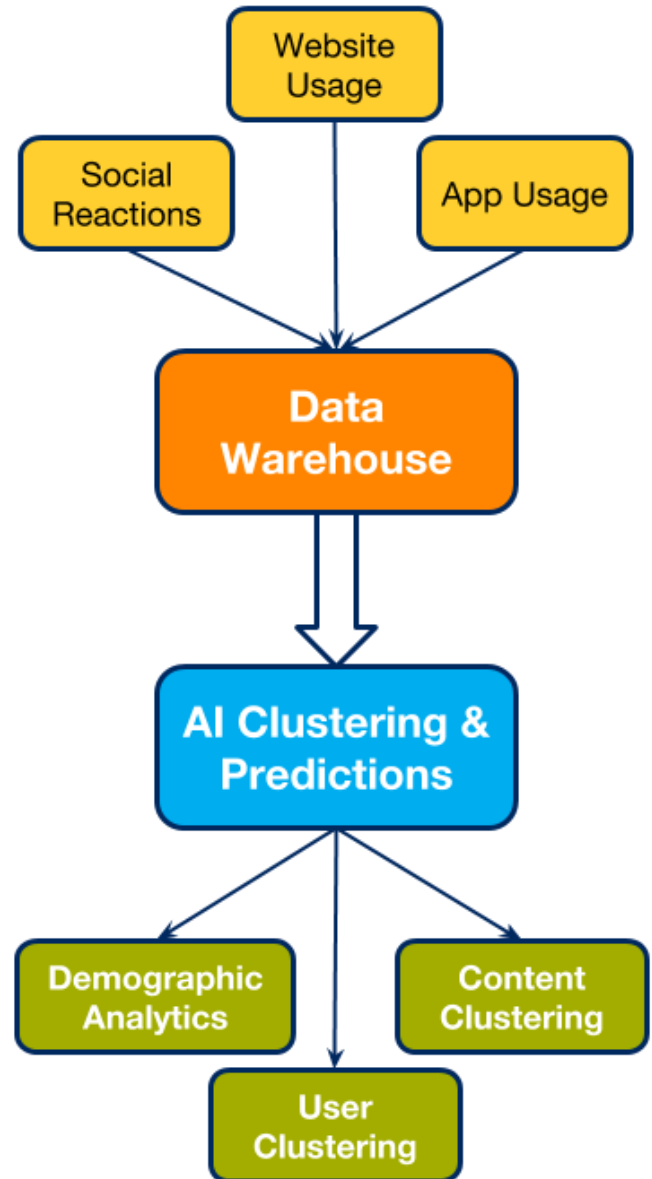 Website
Usage
Social
Reactions
App Usage
Data
Warehouse
AI Clustering &
Predictions
Demographic
Analytics
Content
Clustering
User
Clustering